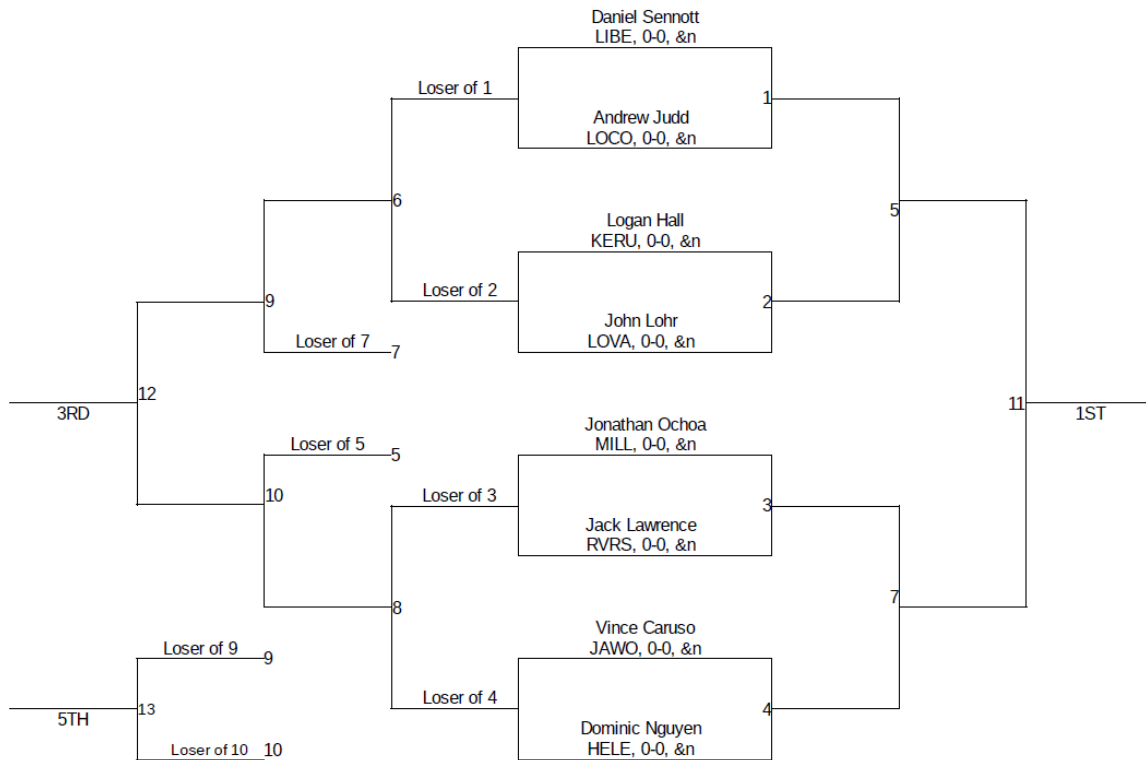 Daniel Sennott
LIBE, 0-0, &n
Loser of 1
1
Andrew Judd
LOCO, 0-0, &n
6
5
Logan Hall
KERU, 0-0, &n
Loser of 2
2
9
John Lohr
LOVA, 0-0, &n
Loser of 7
7
12
3RD
11
1ST
Jonathan Ochoa
MILL, 0-0, &n
Loser of 5
5
10
Loser of 3
3
Jack Lawrence
RVRS, 0-0, &n
8
7
Vince Caruso
JAWO, 0-0, &n
Loser of 9
9
Loser of 4
4
13
5TH
Dominic Nguyen
HELE, 0-0, &n
Loser of 10
10